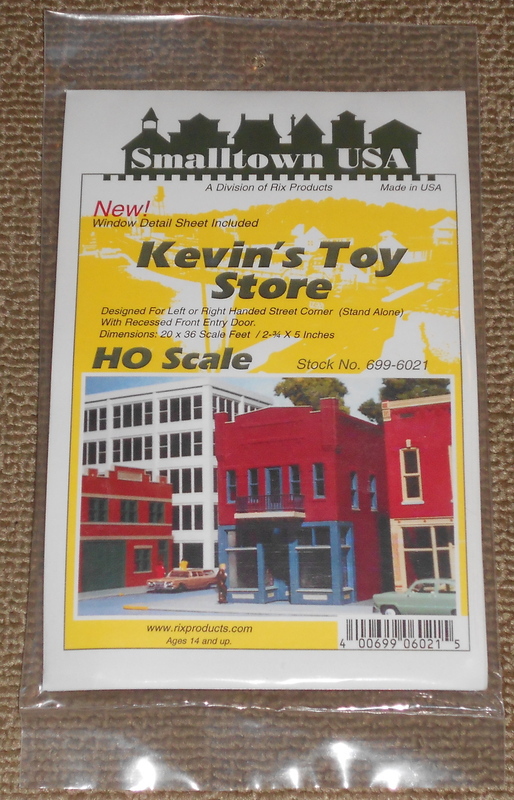 Smalltown USA
A Division of Rix Products Made in USA
New!
Window Detail Sheet Included
Kevin's Toy
Store
Designed For Left or Right Handed Street Corner (Stand Alone)
With Recessed Front Entry Door.
Dimensions: 20 x 36 Scale Feet / 2-¾ X 5 Inches
HO Scale Stock No. 699-6021
www.rixproducts.com
Ages 14 and up.
4 00699 06021 5